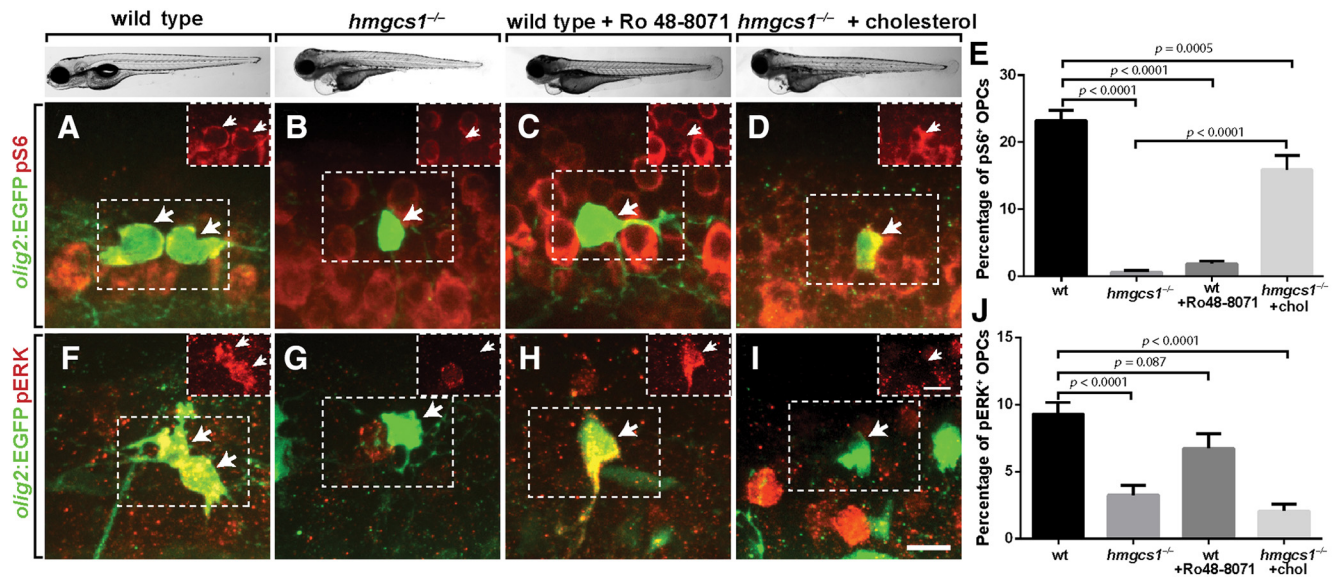 wild type
hmgcs1–/–
wild type + Ro 48-8071
hmgcs1–/– + cholesterol
olig2:EGFP pS6
A
B
C
D
E
Percentage of pS6+ OPCs
30
20
10
0
p = 0.0005
p < 0.0001
p < 0.0001
p < 0.0001
wt
hmgcs1–/–
wt
+Ro48-8071
hmgcs1–/–
+chol
olig2:EGFP pERK
F
G
H
I
J
Percentage of pERK+ OPCs
15
10
5
0
p < 0.0001
p = 0.087
p < 0.0001
wt
hmgcs1–/–
wt
+Ro48-8071
hmgcs1–/–
+chol